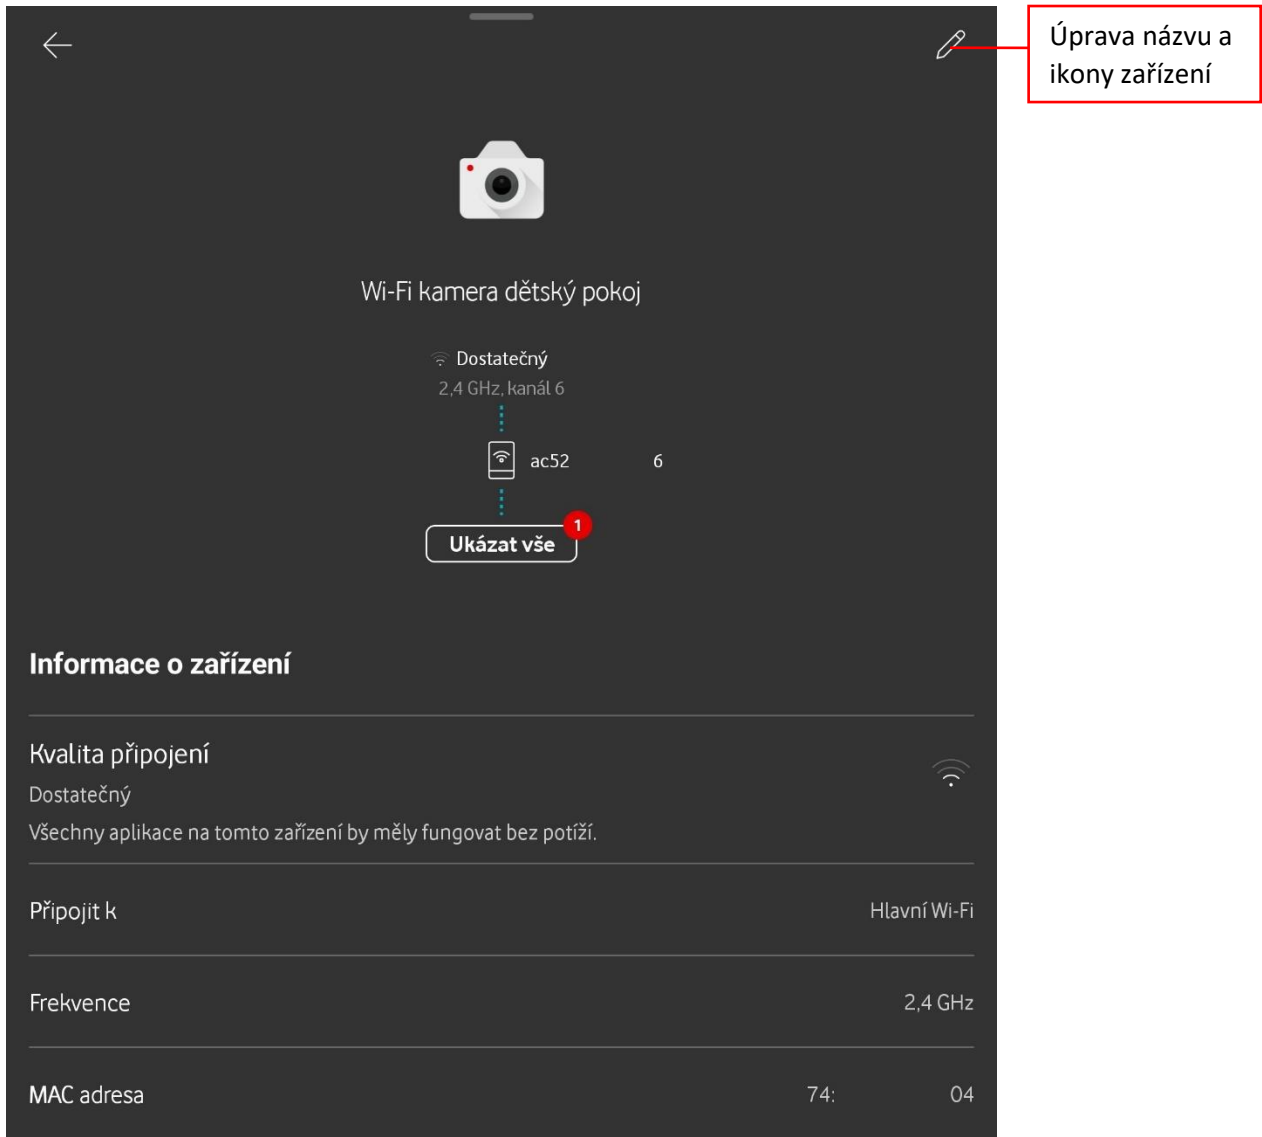 Úprava názvu a
ikony zařízení
Wi-Fi kamera dětský pokoj
Dostatečný
2,4 GHz, kanál 6
ac52 6
1
Ukázat vše
Informace o zařízení
Kvalita připojení
Dostatečný
Všechny aplikace na tomto zařízení by měly fungovat bez potíží.
Připojit k Hlavní Wi-Fi
Frekvence 2,4 GHz
MAC adresa 74: 04